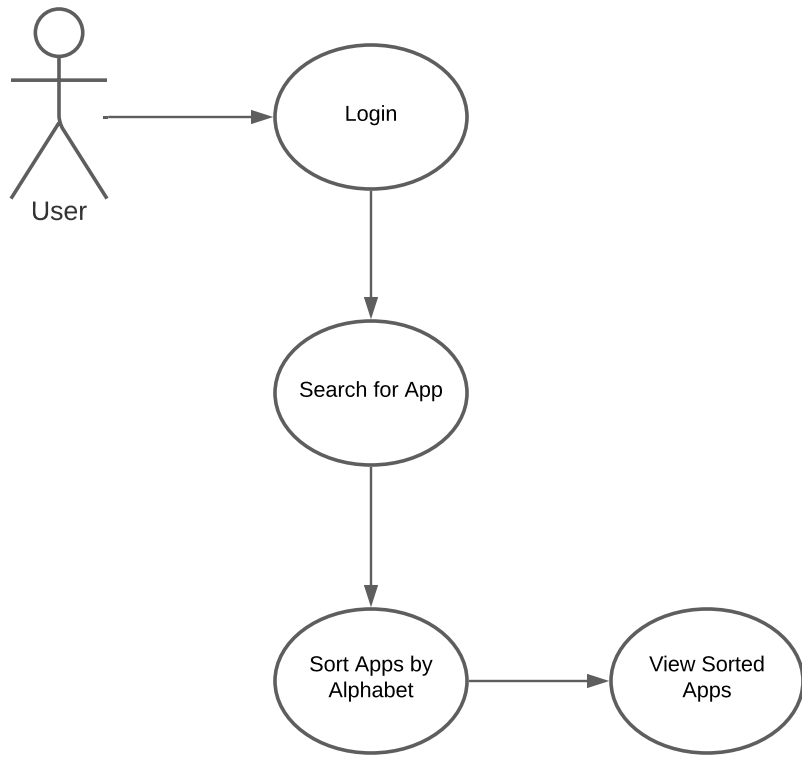 Login
User
Search for App
Sort Apps by
Alphabet
View Sorted
Apps